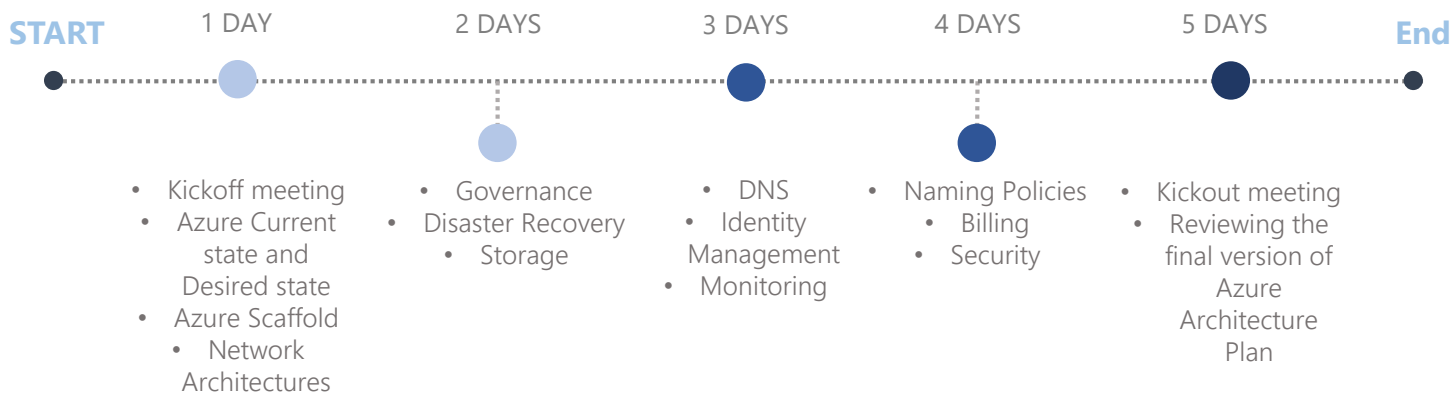 START
1 DAY
2 DAYS
3 DAYS
4 DAYS
5 DAYS
End
• Kickoff meeting
• Azure Current
state and
Desired state
• Azure Scaffold
• Network
Architectures
• Governance
• Disaster Recovery
• Storage
• DNS
• Identity
Management
• Monitoring
• Naming Policies
• Billing
• Security
• Kickout meeting
• Reviewing the
final version of
Azure
Architecture
Plan